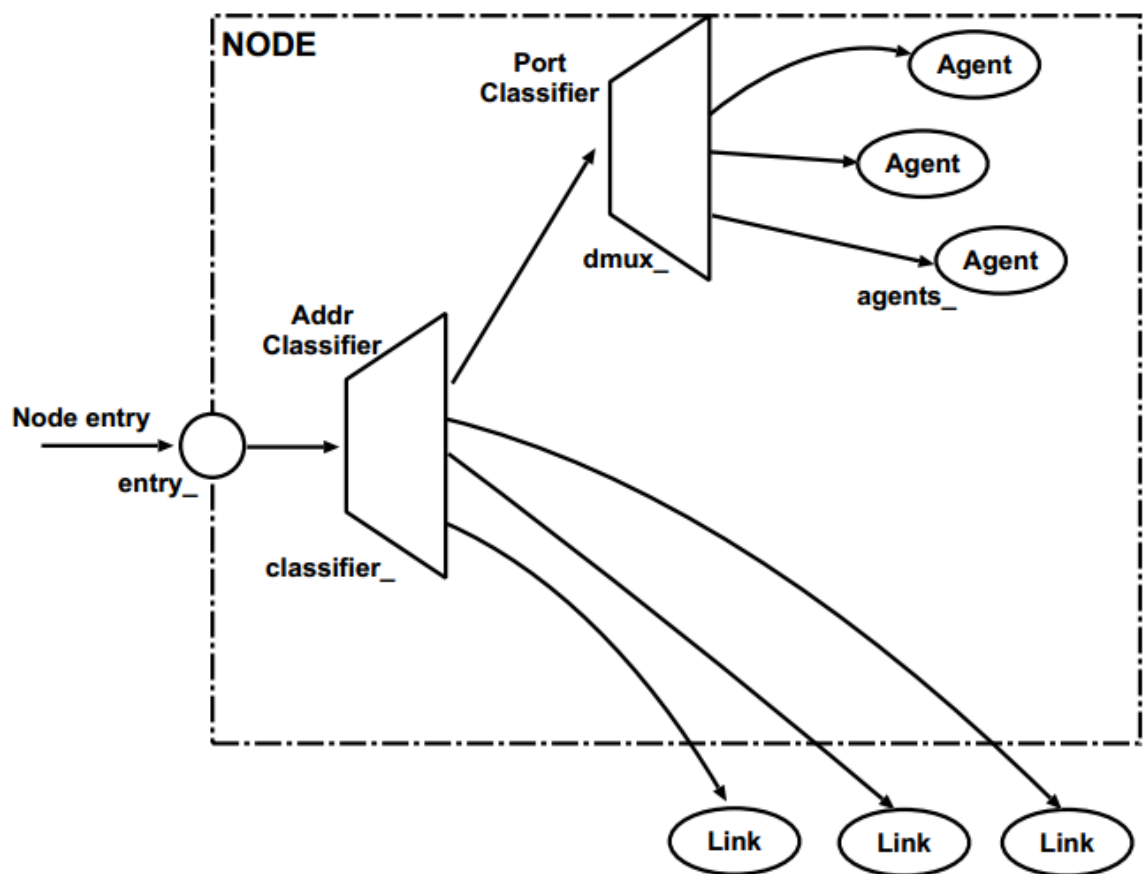 NODE
Port
Classifier
Agent
Agent
dmux_
Agent
agents_
Addr
Classifier
Node entry
entry_
classifier_
Link
Link
Link